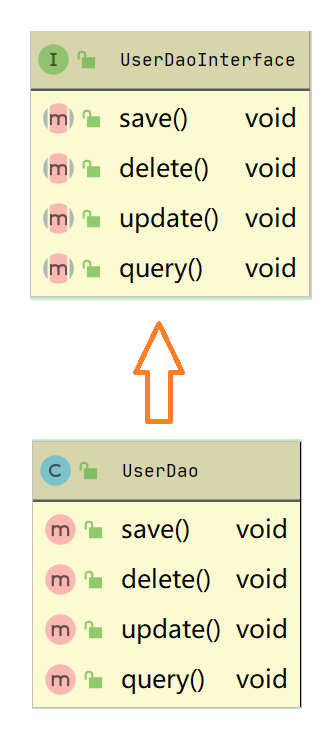 I UserDaoInterface
m save() void
m delete() void
m update() void
m query() void
C UserDao
m save() void
m delete() void
m update() void
m query() void